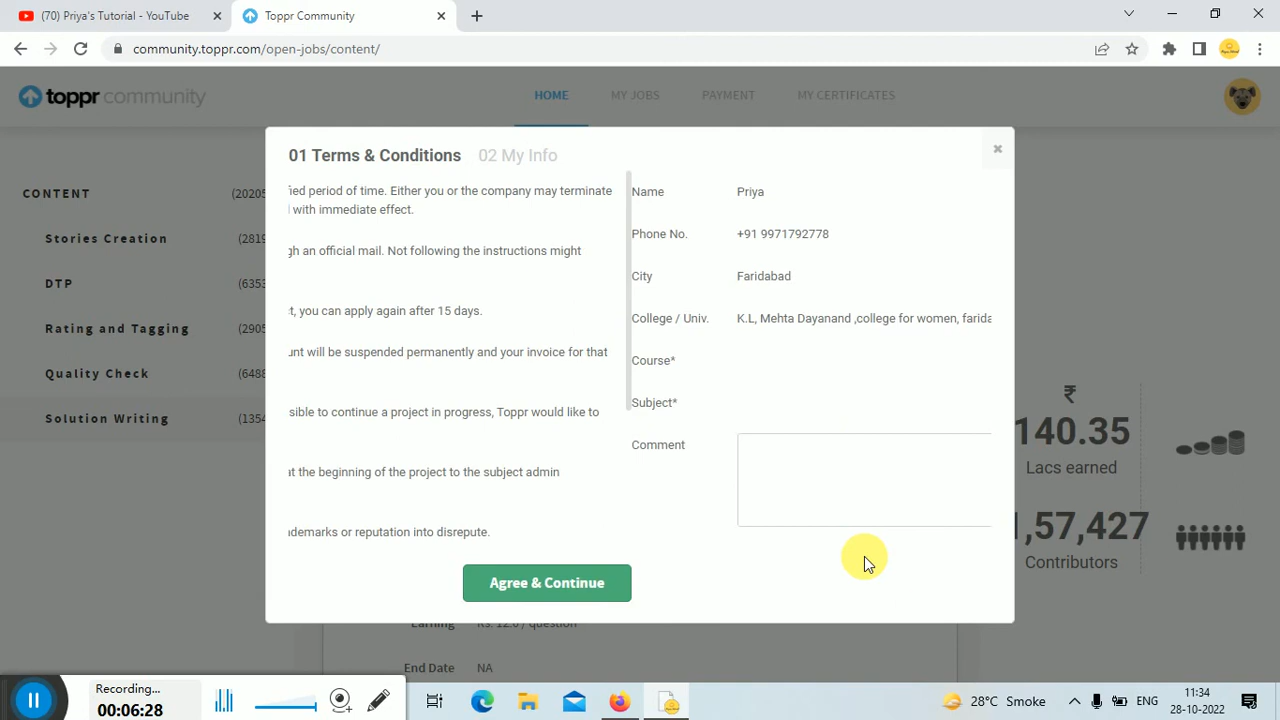 (70) Priya's Tutorial - YouTube
Toppr Community
community.toppr.com/open-jobs/content/
toppr community
HOME
MY JOBS
PAYMENT
MY CERTIFICATES
01 Terms & Conditions
02 My Info
CONTENT (20205
Stories Creation (2819
DTP (6353
Rating and Tagging (2905
Quality Check (6488
Solution Writing (1354
fied period of time. Either you or the company may terminate
with immediate effect.
gh an official mail. Not following the instructions might
t, you can apply again after 15 days.
unt will be suspended permanently and your invoice for that
sible to continue a project in progress, Toppr would like to
at the beginning of the project to the subject admin
demarks or reputation into disrepute.
Name Priya
Phone No. +91 9971792778
City Faridabad
College / Univ. K.L, Mehta Dayanand ,college for women, farida
Course*
Subject*
Comment
Agree & Continue
₹
140.35
Lacs earned
1,57,427
Contributors
Earning Rs. 12.0 / question
End Date NA
Recording...
00:06:28
28°C Smoke
ENG
11:34
28-10-2022